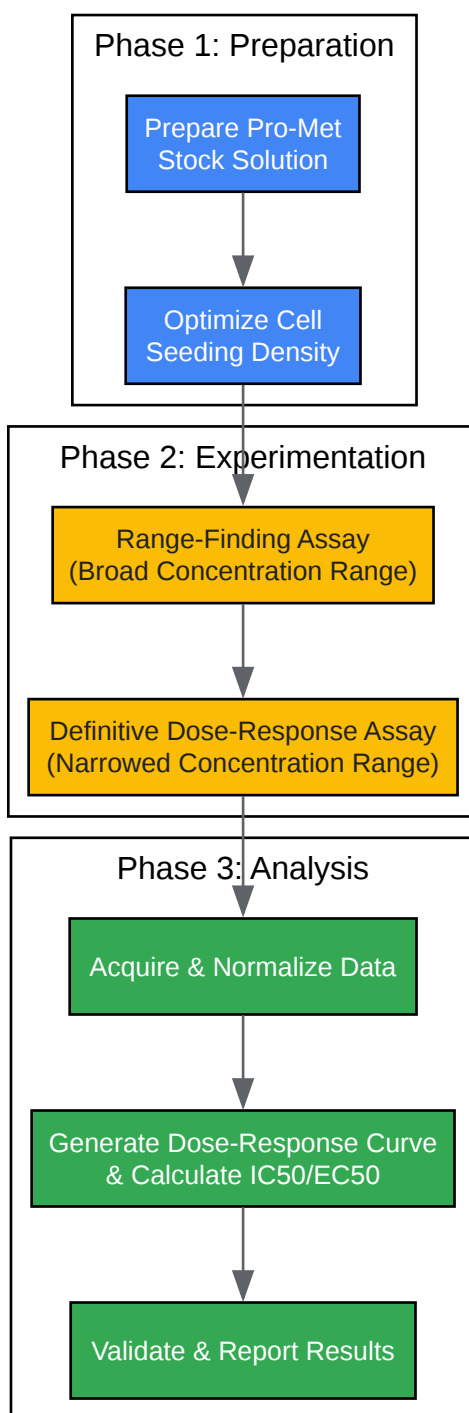 Phase 1: Preparation
Prepare Pro-Met
Stock Solution
Optimize Cell
Seeding Density
Phase 2: Experimentation
Range-Finding Assay
(Broad Concentration Range)
Definitive Dose-Response Assay
(Narrowed Concentration Range)
Phase 3: Analysis
Acquire & Normalize Data
Generate Dose-Response Curve
& Calculate IC50/EC50
Validate & Report Results